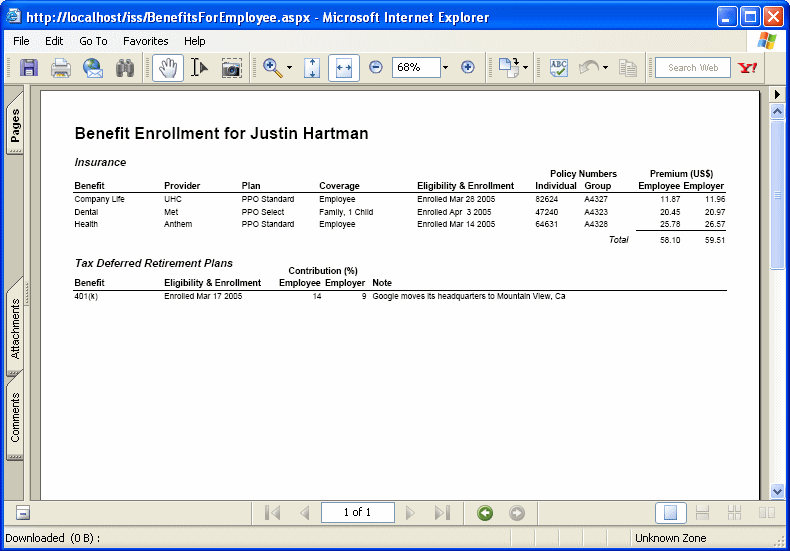 http://localhost/iss/BenefitsForEmployee.aspx - Microsoft Internet Explorer
File Edit Go To Favorites Help
68% ABC Search Web Y!
Pages
Attachments
Comments
Benefit Enrollment for Justin Hartman
Insurance
Policy Numbers Premium (US$)
Benefit Provider Plan Coverage Eligibility & Enrollment Individual Group Employee Employer
Company Life UHC PPO Standard Employee Enrolled Mar 28 2005 82624 A4327 11.87 11.96
Dental Met PPO Select Family, 1 Child Enrolled Apr 3 2005 47240 A4323 20.45 20.97
Health Anthem PPO Standard Employee Enrolled Mar 14 2005 64631 A4328 25.78 26.57
Total 58.10 59.51
Tax Deferred Retirement Plans
Contribution (%)
Benefit Eligibility & Enrollment Employee Employer Note
401(k) Enrolled Mar 17 2005 14 9 Google moves its headquarters to Mountain View, Ca
1 of 1
Downloaded (0 B) : Unknown Zone